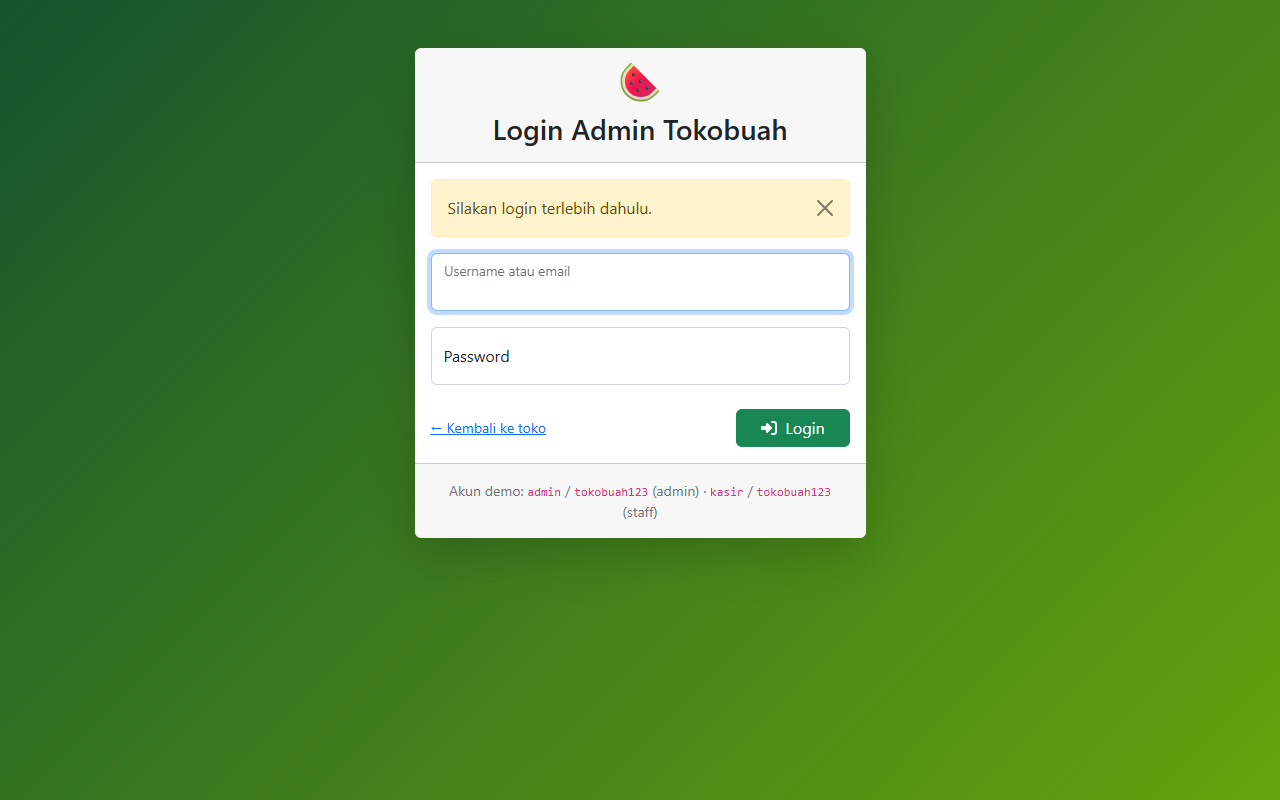 Login Admin Tokobuah
Silakan login terlebih dahulu.
Username atau email
Password
← Kembali ke toko
Login
Akun demo: admin / tokobuah123 (admin) · kasir / tokobuah123
(staff)